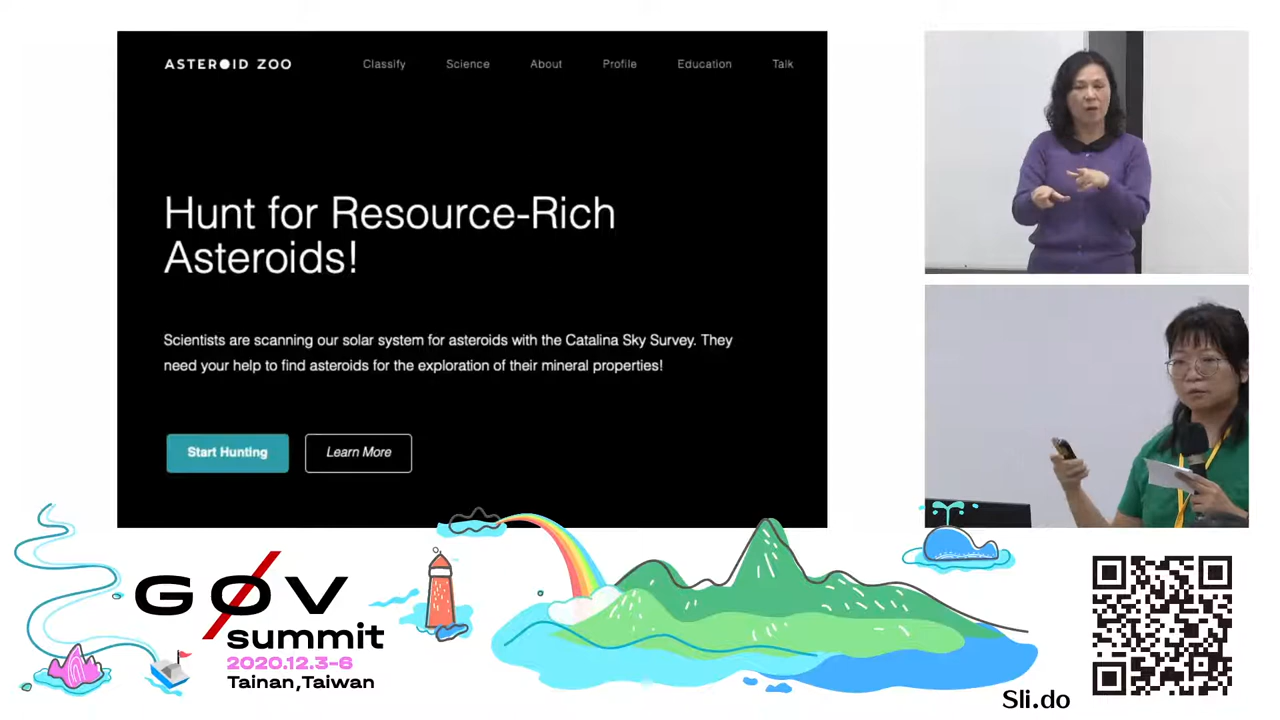 ASTEROID ZOO
Classify
Science
About
Profile
Education
Talk
Hunt for Resource-Rich
Asteroids!
Scientists are scanning our solar system for asteroids with the Catalina Sky Survey. They
need your help to find asteroids for the exploration of their mineral properties!
Start Hunting
Learn More
GØV
summit
2020.12.3-6
Tainan,Taiwan
Sli.do